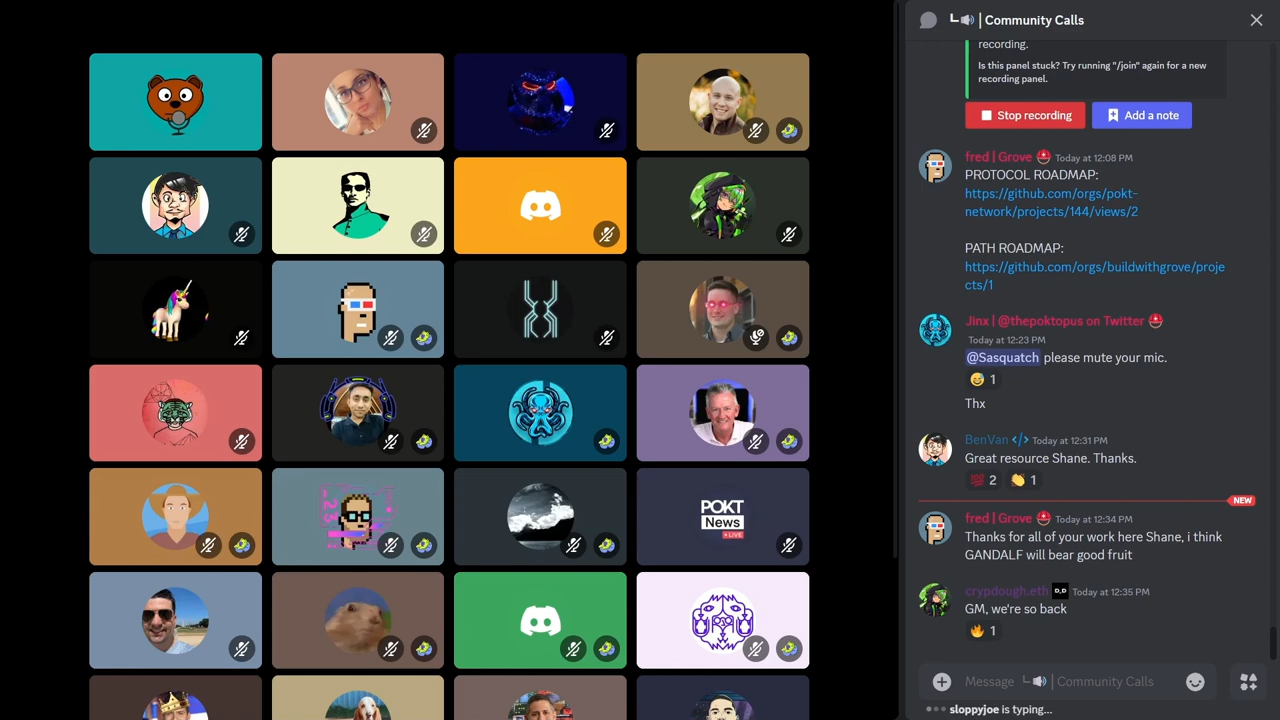 ┗🔊 | Community Calls
recording.
Is this panel stuck? Try running "/join" again for a new
recording panel.
Stop recording
Add a note
fred | Grove Today at 12:08 PM
PROTOCOL ROADMAP:
https://github.com/orgs/pokt-
network/projects/144/views/2
PATH ROADMAP:
https://github.com/orgs/buildwithgrove/proje
cts/1
Jinx | @thepoktopus on Twitter
Today at 12:23 PM
@Sasquatch please mute your mic.
😅 1
Thx
BenVan </> Today at 12:31 PM
Great resource Shane. Thanks.
💯 2 👏 1
NEW
fred | Grove Today at 12:34 PM
Thanks for all of your work here Shane, i think
GANDALF will bear good fruit
crypdough.eth D,D Today at 12:35 PM
GM, we're so back
🔥 1
Message ┗🔊 | Community Calls
sloppyjoe is typing...
POKT
News
LIVE